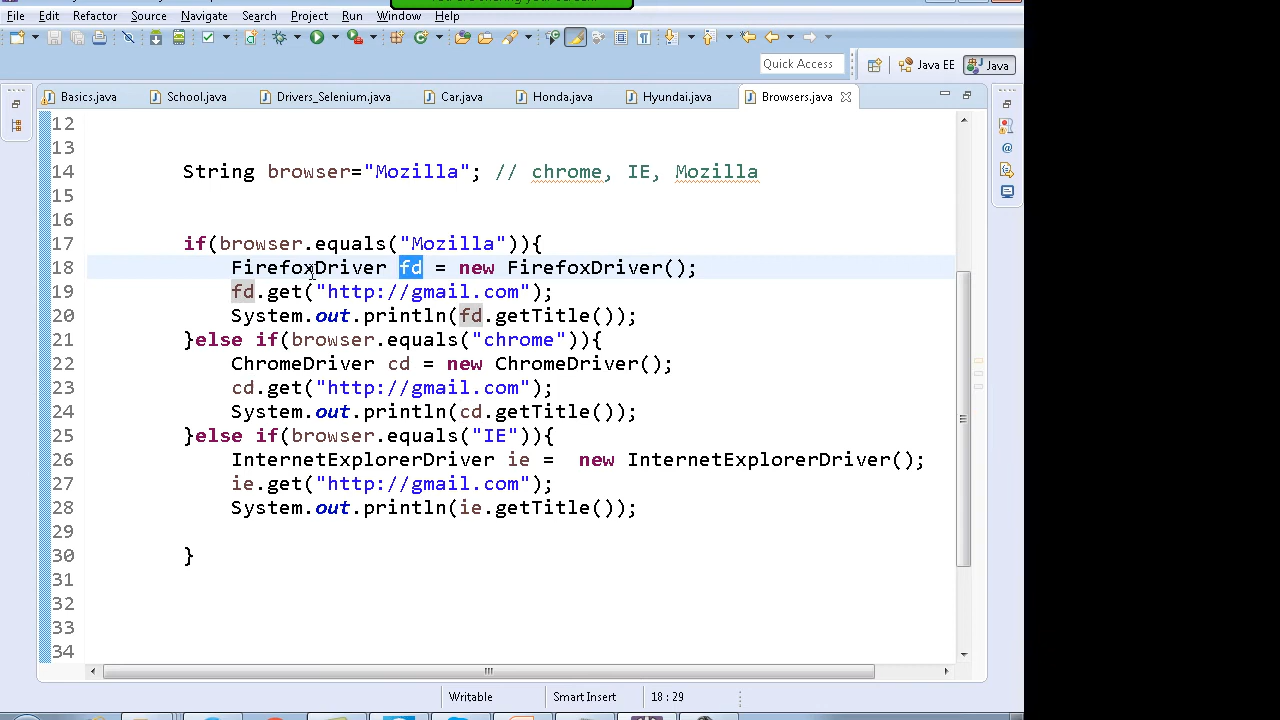 File Edit Refactor Source Navigate Search Project Run Window Help
Quick Access Java EE Java
Basics.java School.java Drivers_Selenium.java Car.java Honda.java Hyundai.java Browsers.java
12
13
14 String browser="Mozilla"; // chrome, IE, Mozilla
15
16
17 if(browser.equals("Mozilla")){
18 FirefoxDriver fd = new FirefoxDriver();
19 fd.get("http://gmail.com");
20 System.out.println(fd.getTitle());
21 }else if(browser.equals("chrome")){
22 ChromeDriver cd = new ChromeDriver();
23 cd.get("http://gmail.com");
24 System.out.println(cd.getTitle());
25 }else if(browser.equals("IE")){
26 InternetExplorerDriver ie = new InternetExplorerDriver();
27 ie.get("http://gmail.com");
28 System.out.println(ie.getTitle());
29
30 }
31
32
33
34
Writable Smart Insert 18 : 29